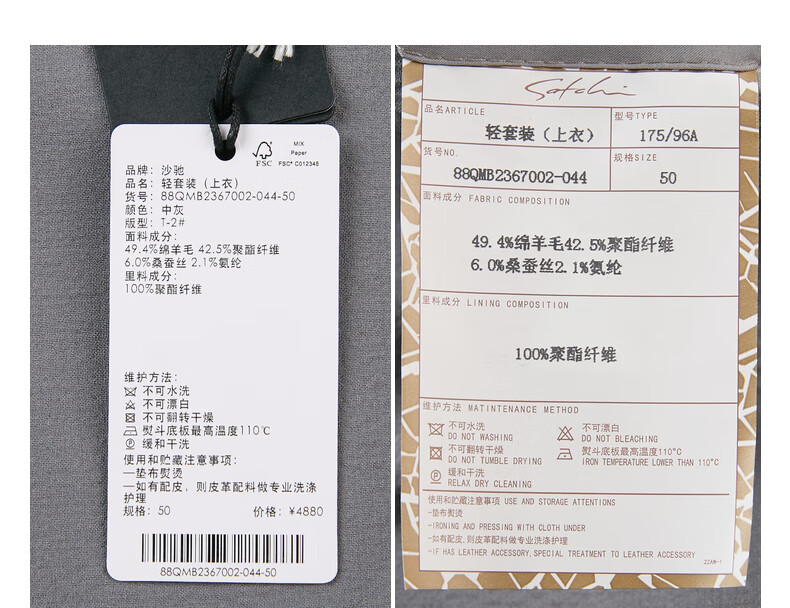 MIX
Paper
FSC
FSC® C012345
品牌：沙驰
品名：轻套装（上衣）
货号：88QMB2367002-044-50
颜色：中灰
版型：T-2#
面料成分：
49.4%绵羊毛 42.5%聚酯纤维
6.0%桑蚕丝 2.1%氨纶
里料成分：
100%聚酯纤维
维护方法：
不可水洗
不可漂白
不可翻转干燥
熨斗底板最高温度110℃
缓和干洗
使用和贮藏注意事项：
—垫布熨烫
—如有配皮，则皮革配料做专业洗涤
护理
规格：50 价格：¥4880
88QMB2367002-044-50
Satchi
品名ARTICLE 型号TYPE
轻套装（上衣） 175/96A
货号NO. 规格SIZE
88QMB2367002-044 50
面料成分 FABRIC COMPOSITION
49.4%绵羊毛42.5%聚酯纤维
6.0%桑蚕丝2.1%氨纶
里料成分 LINING COMPOSITION
100%聚酯纤维
维护方法 MATINTENANCE METHOD
不可水洗 不可漂白
DO NOT WASHING DO NOT BLEACHING
不可翻转干燥 熨斗底板最高温度110°C
DO NOT TUMBLE DRYING IRON TEMPERATURE LOWER THAN 110°C
缓和干洗
RELAX DRY CLEANING
使用和贮藏注意事项 USE AND STORAGE ATTENTIONS
-垫布熨烫
-IRONING AND PRESSING WITH CLOTH UNDER
-如有配皮，则皮革配料做专业洗涤护理
-IF HAS LEATHER ACCESSORY, SPECIAL TREATMENT TO LEATHER ACCESSORY
22AW-1